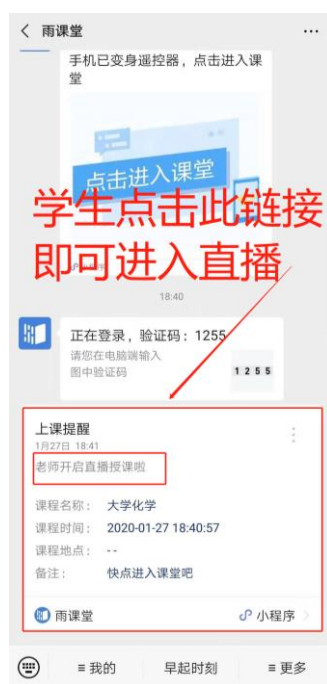 雨课堂
手机已变身遥控器，点击进入课
堂
点击进入课堂
学生点击此链接
即可进入直播
18:40
正在登录，验证码：1255
请您在电脑端输入
图中验证码
1 2 5 5
上课提醒
1月27日 18:41
老师开启直播授课啦
课程名称： 大学化学
课程时间： 2020-01-27 18:40:57
课程地点： --
备注： 快点进入课堂吧
雨课堂 小程序
≡ 我的 早起时刻 ≡ 更多